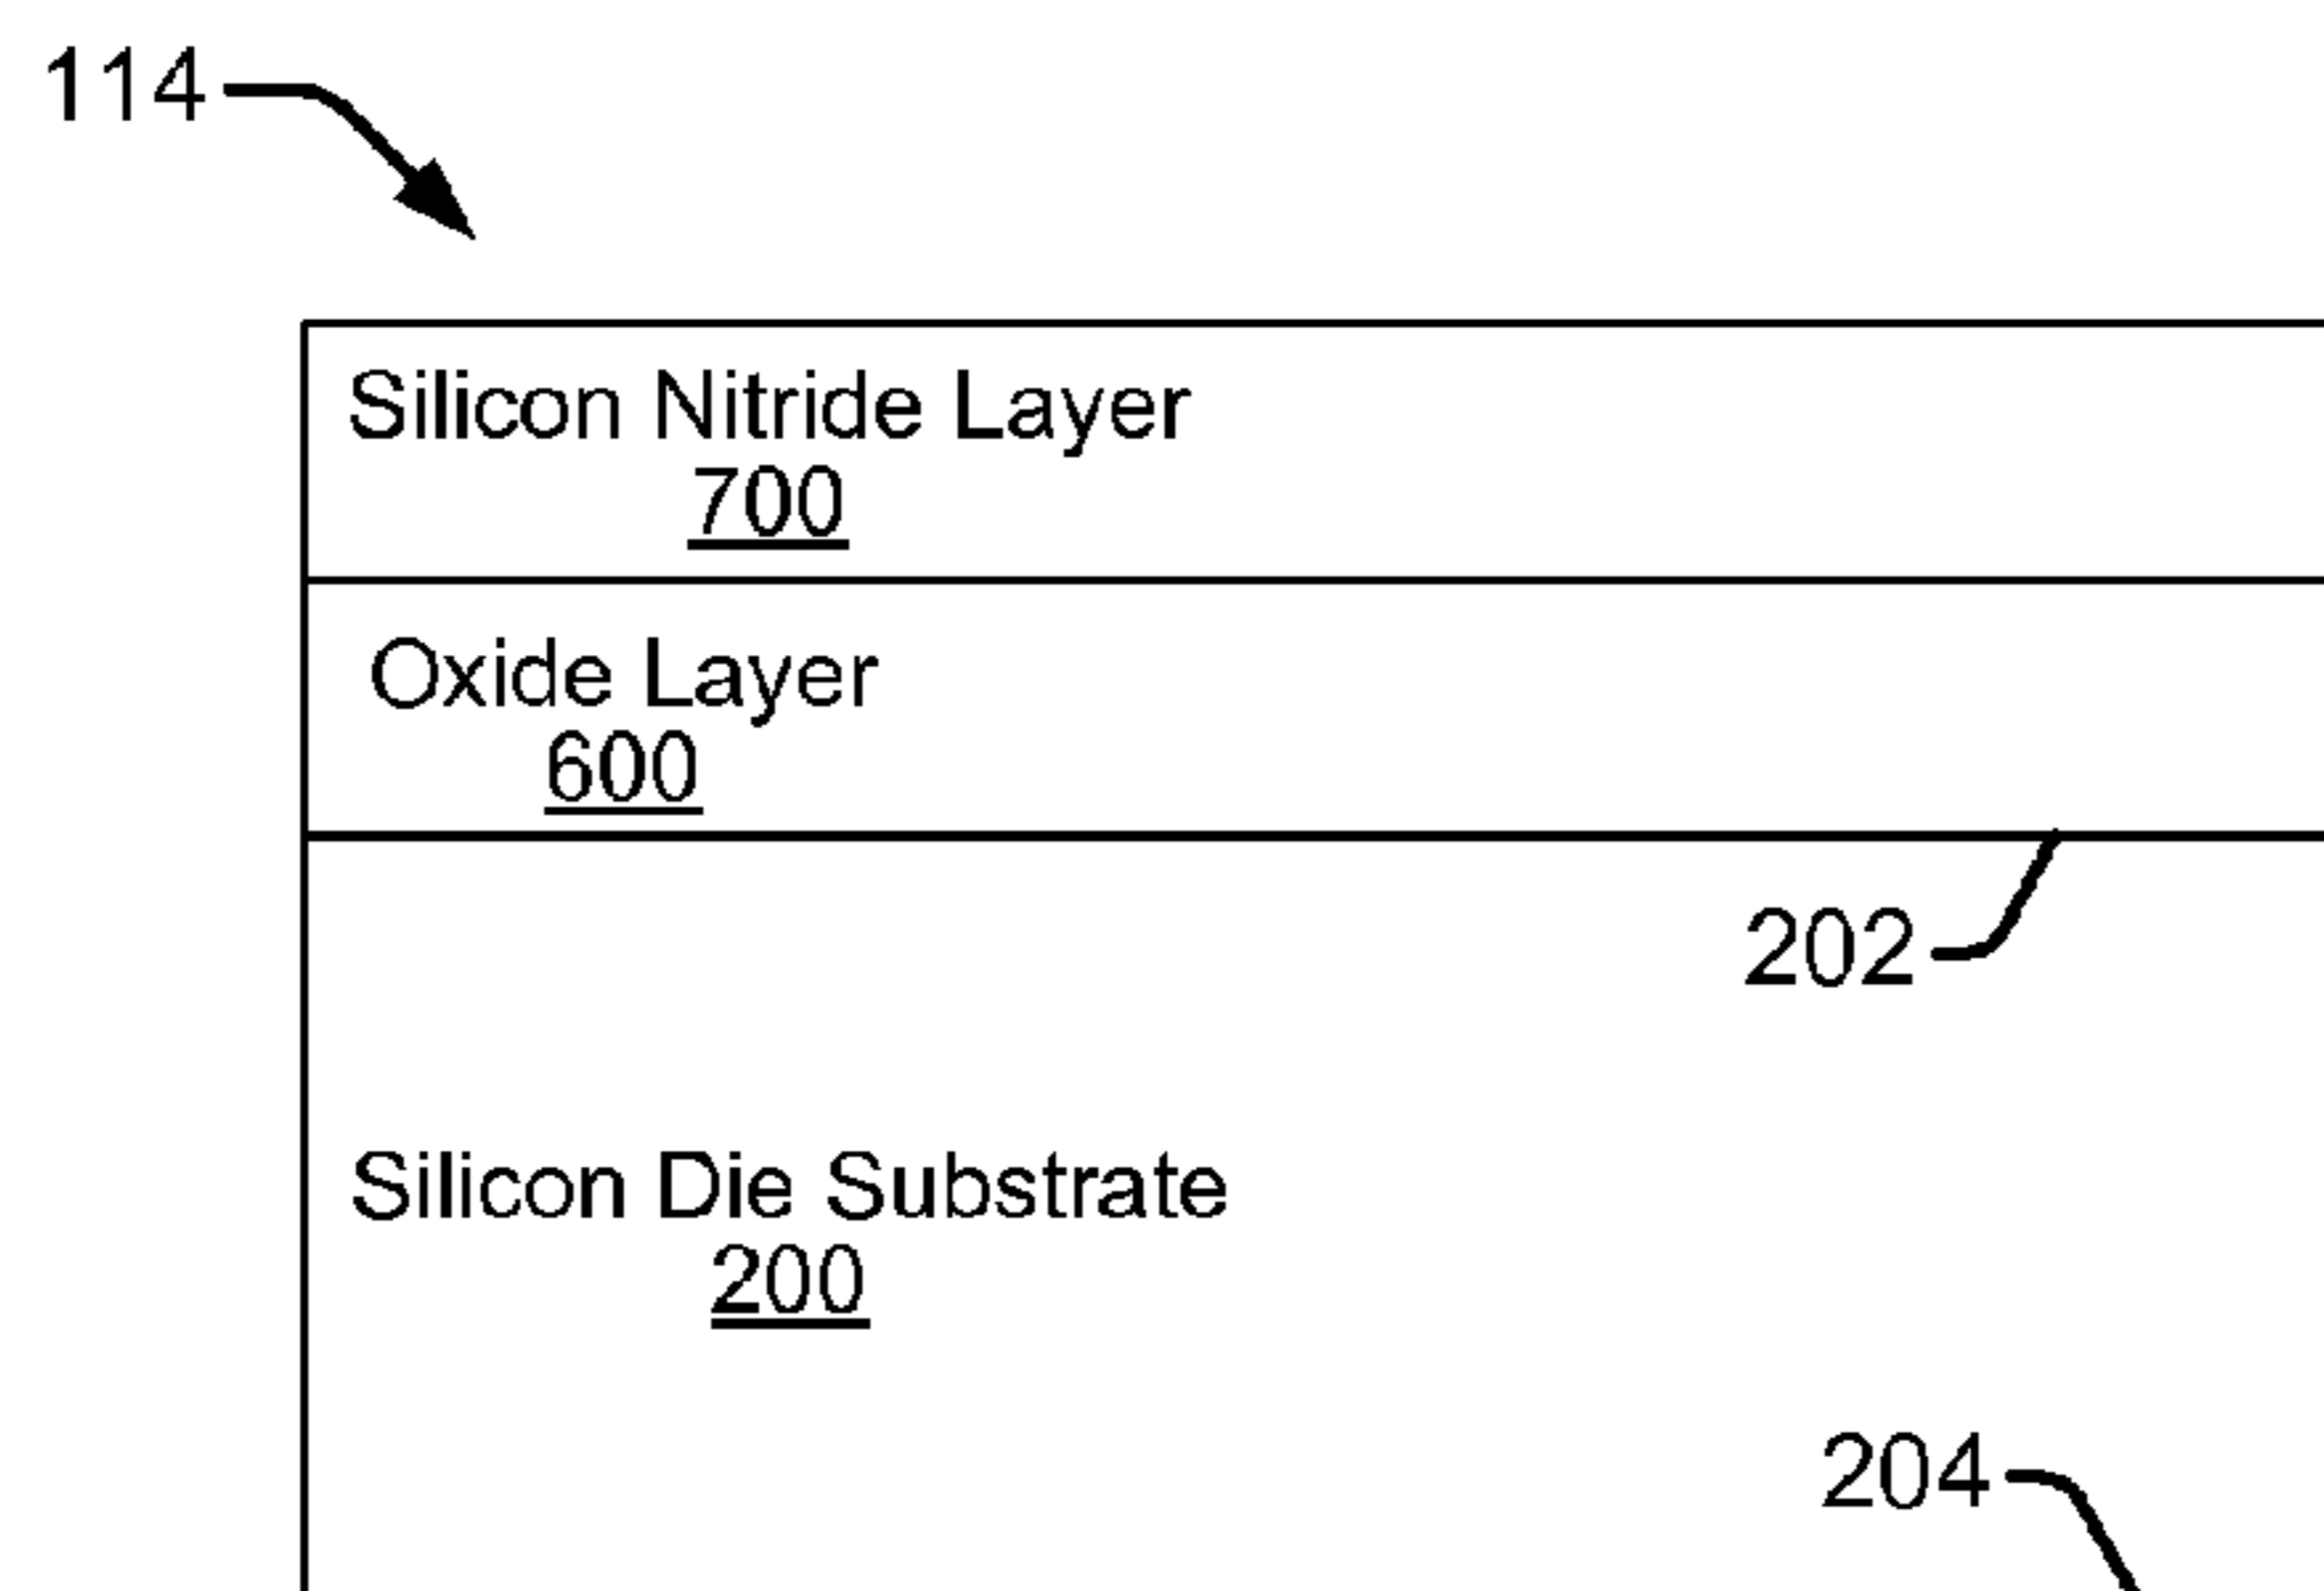 114
Silicon Nitride Layer
700
Oxide Layer
600
202
Silicon Die Substrate
200
204